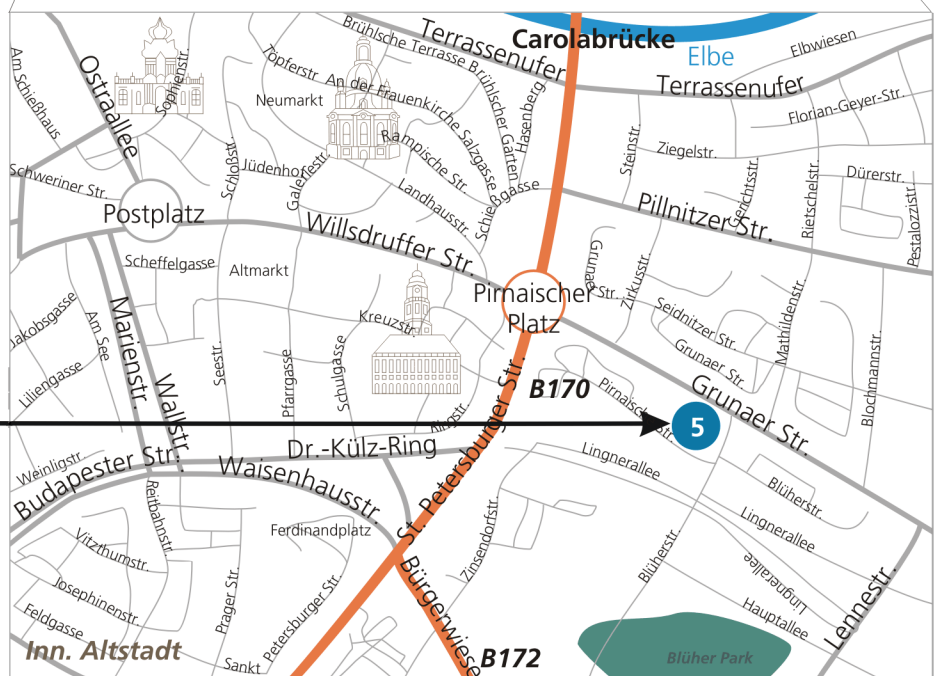 Carolabrücke
Elbe
Elbwiesen
Terrassenufer
Terrassenufer
Brühlsche Terrasse
Brühlscher Garten
Hasenberg
Am Schießhaus
Ostraallee
Sophienstr.
Töpferstr.
An der Frauenkirche
Salzgasse
Neumarkt
Rampische Str.
Florian-Geyer-Str.
Steinstr.
Ziegelstr.
Schweriner Str.
Schloßstr.
Jüdenhof
Galeriestr.
Landhausstr.
Schießgasse
Gerichtsstr.
Rietschelstr.
Dürerstr.
Pestalozzistr.
Postplatz
Willsdruffer Str.
Pillnitzer Str.
Scheffelgasse
Altmarkt
Grunaer Str.
Zirkusstr.
Pirnaischer
Platz
Jakobsgasse
Am See
Marienstr.
Wallstr.
Kreuzstr.
Seidnitzer Str.
Mathildenstr.
Grunaer Str.
Blochmannstr.
Liliengasse
Seestr.
Pfarrgasse
Schulgasse
B170
Pirnaische Str.
Grunaer Str.
5
Ringstr.
Dr.-Külz-Ring
St. Petersburger Str.
Lingnerallee
Weinligstr.
Budapester Str.
Waisenhausstr.
Reitbahnstr.
Ferdinandplatz
Zinsendorfstr.
Blüherstr.
Lingnerallee
Vitzthumstr.
Blüherstr.
Lingnerallee
Josephinenstr.
Prager Str.
Petersburger Str.
Sankt
Bürgerwiese
Hauptallee
Lennestr.
Feldgasse
Inn. Altstadt
B172
Blüher Park